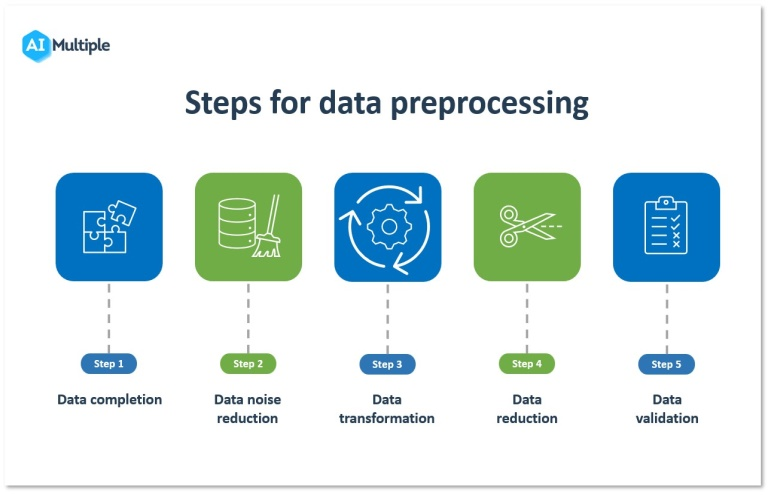 AI Multiple
Steps for data preprocessing
Step 1
Step 2
Step 3
Step 4
Step 5
Data completion
Data noise
reduction
Data
transformation
Data
reduction
Data
validation